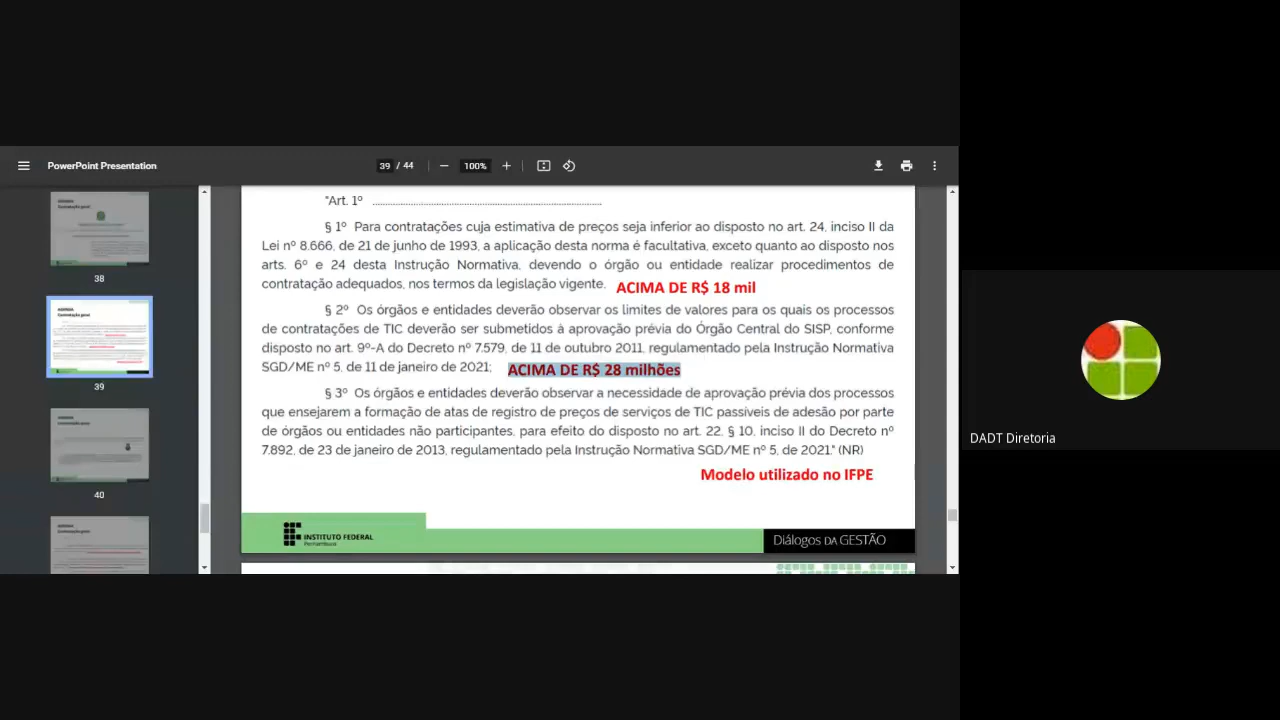 PowerPoint Presentation
39 / 44
100%
"Art. 1º ................................................................................
§ 1º Para contratações cuja estimativa de preços seja inferior ao disposto no art. 24, inciso II da
Lei nº 8.666, de 21 de junho de 1993, a aplicação desta norma é facultativa, exceto quanto ao disposto nos
arts. 6º e 24 desta Instrução Normativa, devendo o órgão ou entidade realizar procedimentos de
contratação adequados, nos termos da legislação vigente.
ACIMA DE R$ 18 mil
§ 2º Os órgãos e entidades deverão observar os limites de valores para os quais os processos
de contratações de TIC deverão ser submetidos à aprovação prévia do Órgão Central do SISP, conforme
disposto no art. 9º-A do Decreto nº 7.579, de 11 de outubro 2011, regulamentado pela Instrução Normativa
SGD/ME nº 5, de 11 de janeiro de 2021;
ACIMA DE R$ 28 milhões
§ 3º Os órgãos e entidades deverão observar a necessidade de aprovação prévia dos processos
que ensejarem a formação de atas de registro de preços de serviços de TIC passíveis de adesão por parte
de órgãos ou entidades não participantes, para efeito do disposto no art. 22, § 10, inciso II do Decreto nº
7.892, de 23 de janeiro de 2013, regulamentado pela Instrução Normativa SGD/ME nº 5, de 2021." (NR)
Modelo utilizado no IFPE
INSTITUTO FEDERAL
Pernambuco
Diálogos DA GESTÃO
38
39
40
DADT Diretoria